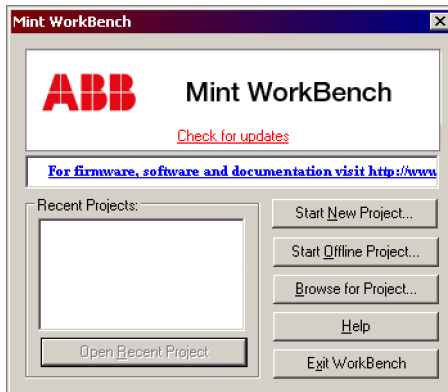 Mint WorkBench
ABB Mint WorkBench
Check for updates
For firmware, software and documentation visit http://www
Recent Projects:
Open Recent Project
Start New Project...
Start Offline Project...
Browse for Project...
Help
Exit WorkBench